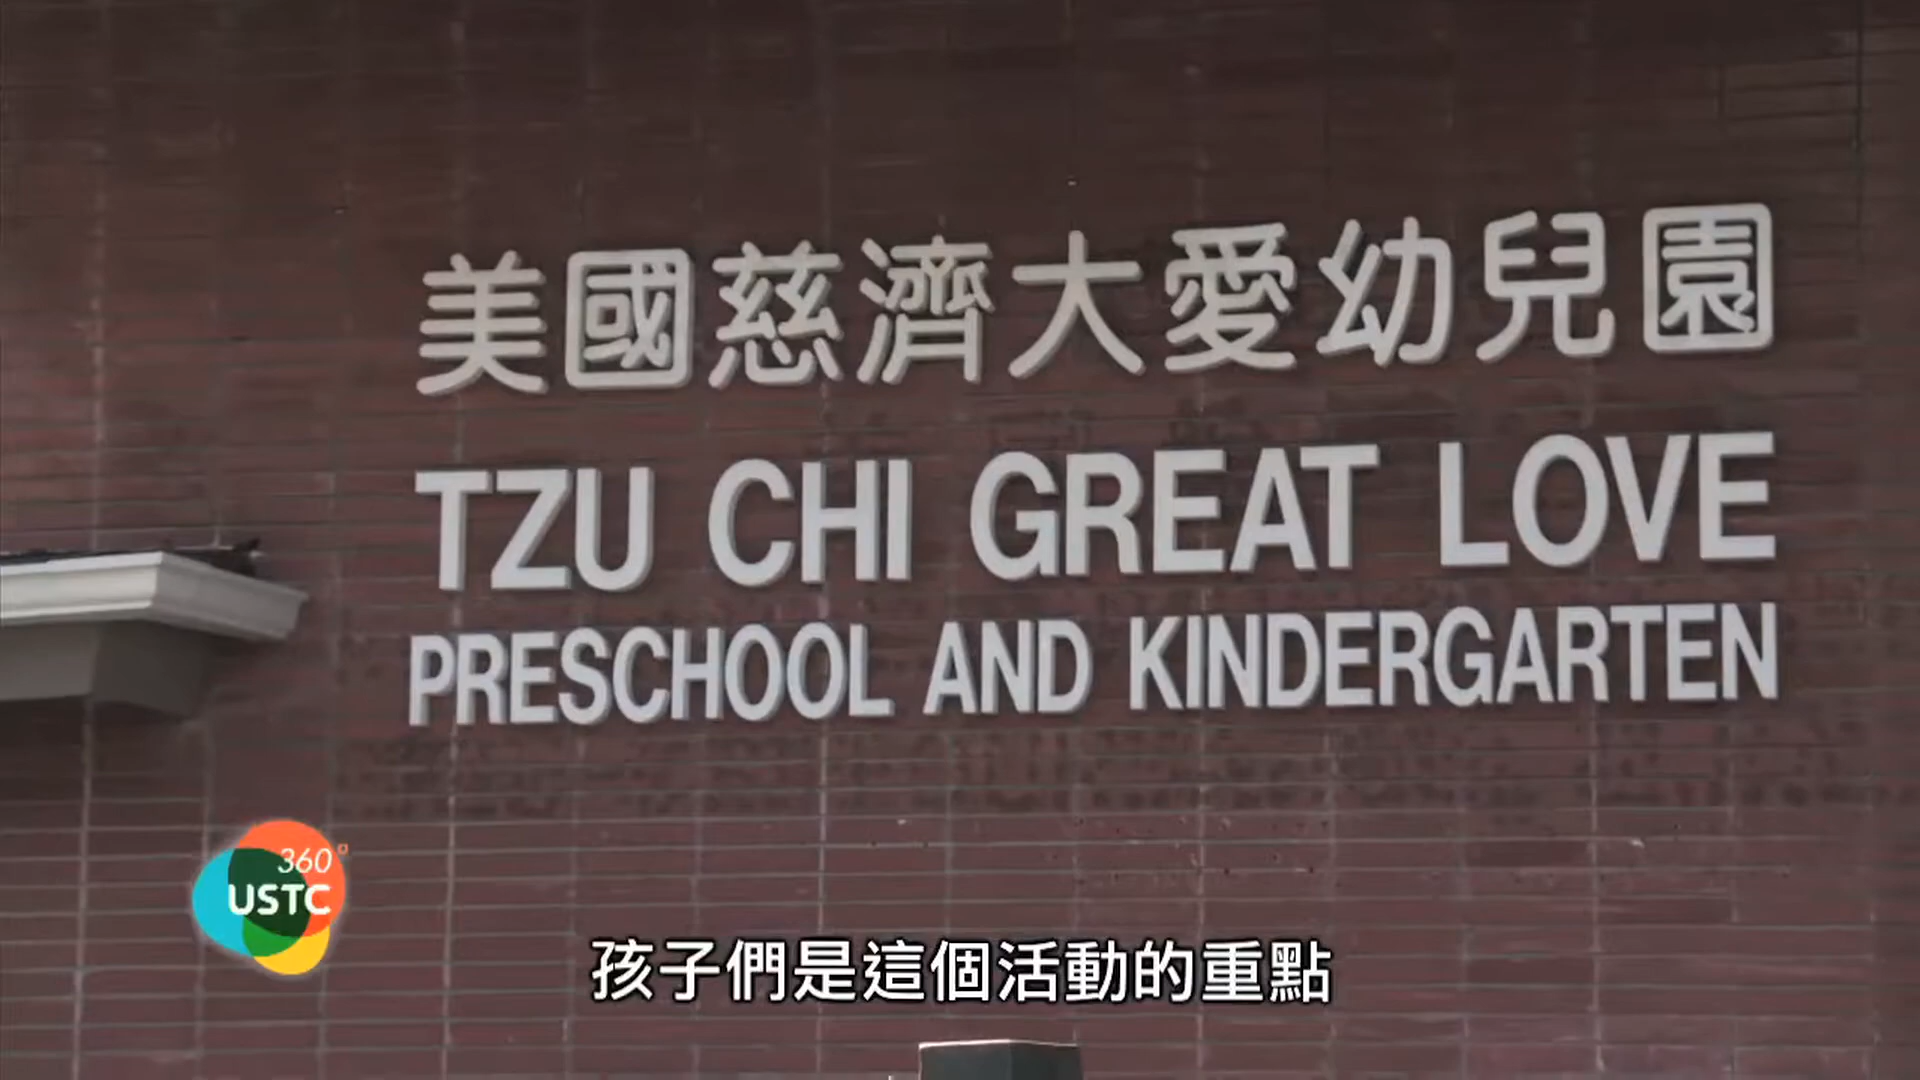 美國慈濟大愛幼兒園
TZU CHI GREAT LOVE
PRESCHOOL AND KINDERGARTEN
360°
USTC
孩子們是這個活動的重點